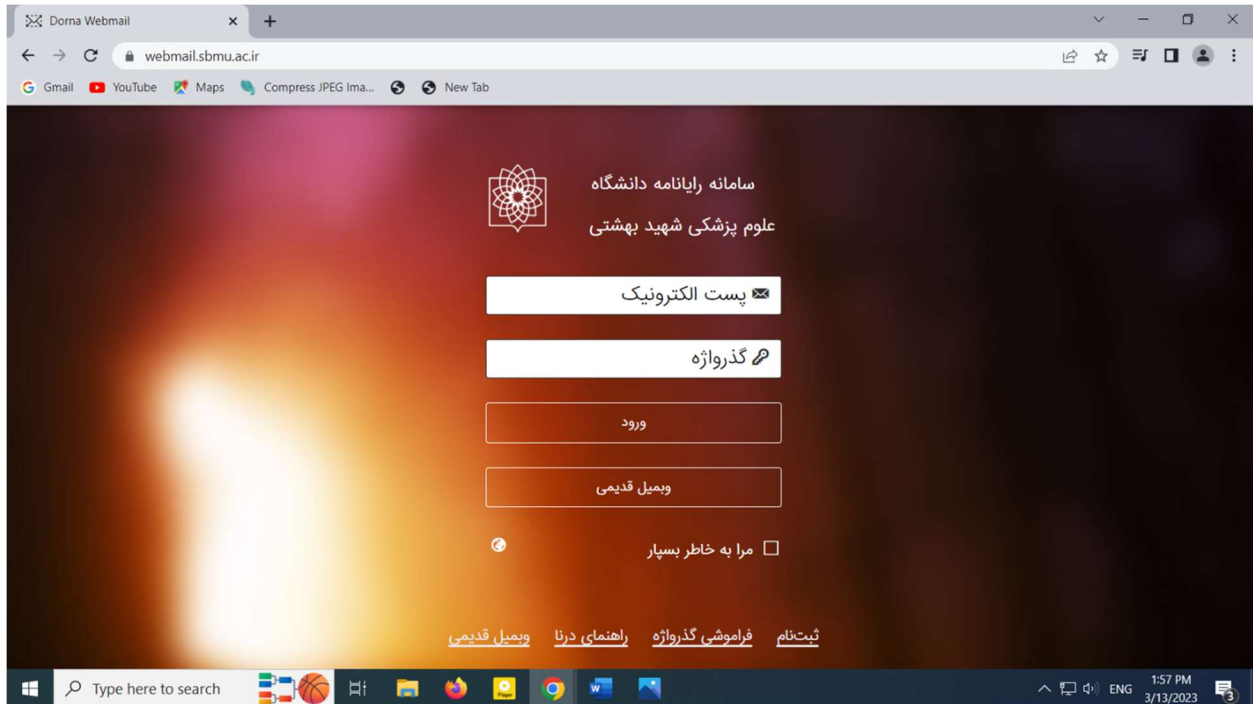 Dorna Webmail
webmail.sbmu.ac.ir
Gmail YouTube Maps Compress JPEG Ima... New Tab
سامانه رایانامه دانشگاه
علوم پزشکی شهید بهشتی
پست الکترونیک
گذرواژه
ورود
وبمیل قدیمی
مرا به خاطر بسپار
ثبت‌نام فراموشی گذرواژه راهنمای درنا وبمیل قدیمی
Type here to search ENG 1:57 PM
3/13/2023
3